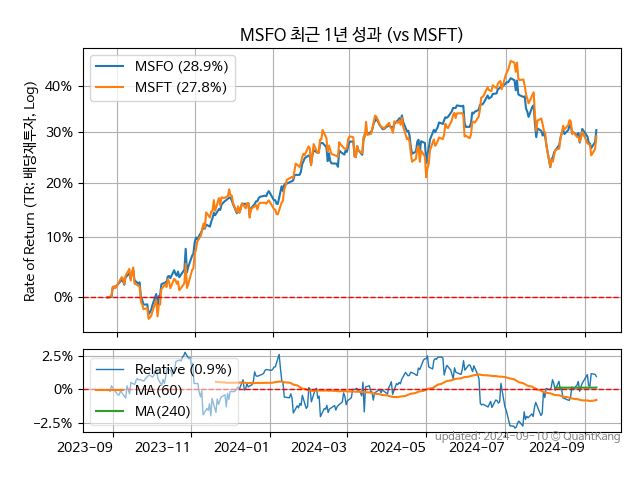 MSFO 최근 1년 성과 (vs MSFT)
Rate of Return (TR: 배당재투자, Log)
MSFO (28.9%)
MSFT (27.8%)
40%
30%
20%
10%
0%
2.5%
0%
−2.5%
Relative (0.9%)
MA(60)
MA(240)
2023-09
2023-11
2024-01
2024-03
2024-05
2024-07
2024-09
updated: 2024-09-10 © QuantKang